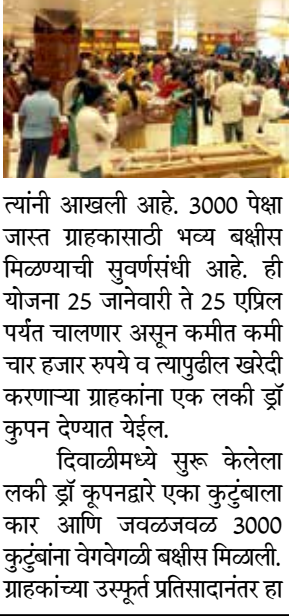 त्यांनी आखली आहे. 3000 पेक्षा
जास्त ग्राहकासाठी भव्य बक्षीस
मिळण्याची सुवर्णसंधी आहे. ही
योजना 25 जानेवारी ते 25 एप्रिल
पर्यंत चालणार असून कमीत कमी
चार हजार रुपये व त्यापुढील खरेदी
करणाऱ्या ग्राहकांना एक लकी ड्रॉ
कुपन देण्यात येईल.
दिवाळीमध्ये सुरू केलेला
लकी ड्रॉ कूपनद्वारे एका कुटुंबाला
कार आणि जवळजवळ 3000
कुटुंबांना वेगवेगळी बक्षीस मिळाली.
ग्राहकांच्या उस्फूर्त प्रतिसादानंतर हा